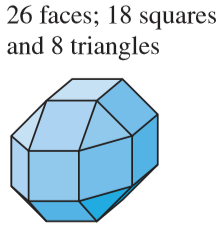 26 faces; 18 squares
and 8 triangles